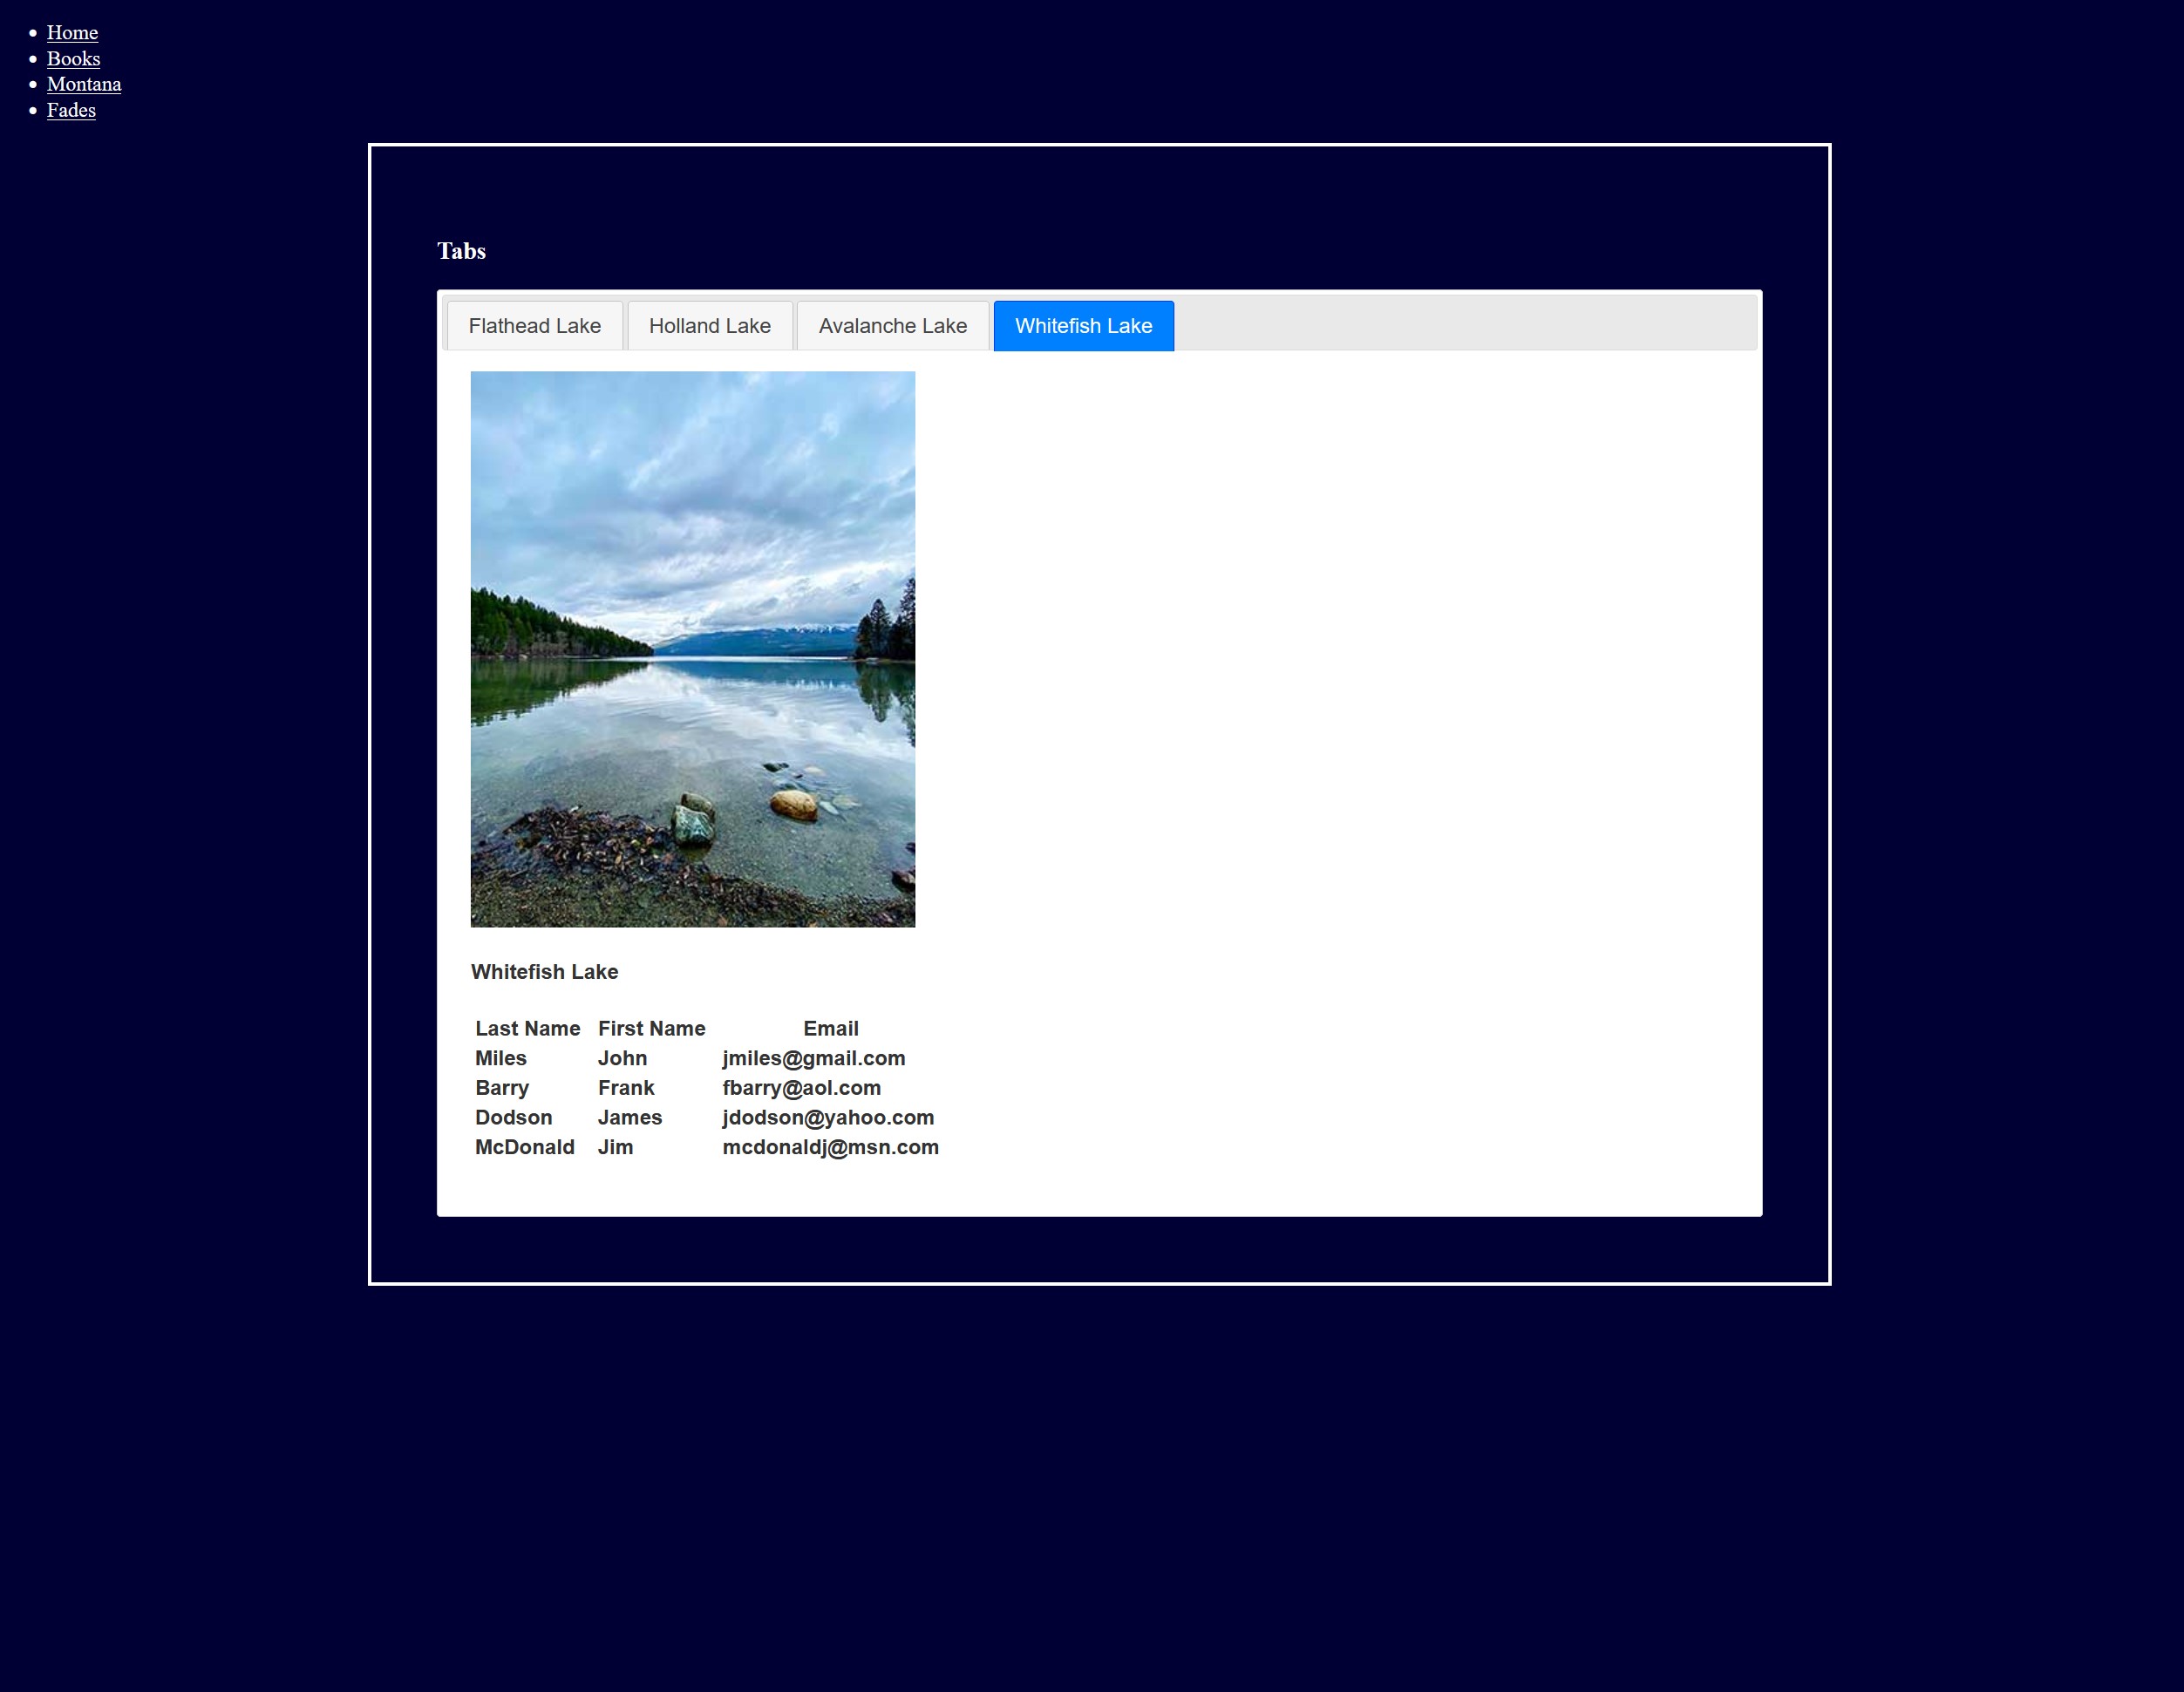 Home
Books
Montana
Fades
Tabs
Flathead Lake Holland Lake Avalanche Lake Whitefish Lake
Whitefish Lake
Last Name First Name Email
Miles John jmiles@gmail.com
Barry Frank fbarry@aol.com
Dodson James jdodson@yahoo.com
McDonald Jim mcdonaldj@msn.com